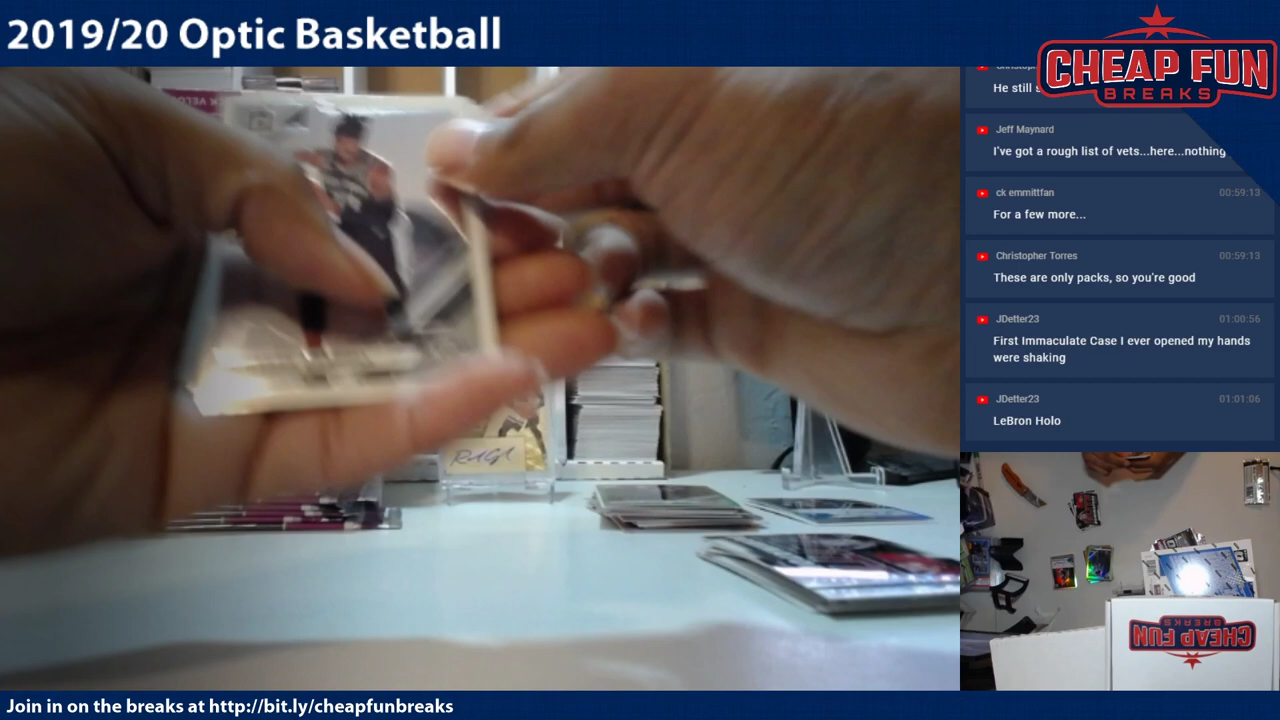 2019/20 Optic Basketball
CHEAP FUN
BREAKS
He still
Jeff Maynard
I've got a rough list of vets...here...nothing
ck emmittfan 00:59:13
For a few more...
Christopher Torres 00:59:13
These are only packs, so you're good
JDetter23 01:00:56
First Immaculate Case I ever opened my hands
were shaking
JDetter23 01:01:06
LeBron Holo
CHEAP FUN
BREAKS
Join in on the breaks at http://bit.ly/cheapfunbreaks